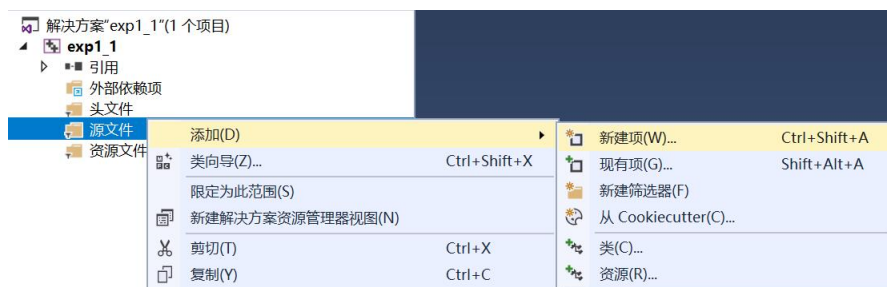 解决方案"exp1_1"(1 个项目)
exp1_1
引用
外部依赖项
头文件
源文件
资源文件
添加(D)
类向导(Z)... Ctrl+Shift+X
限定为此范围(S)
新建解决方案资源管理器视图(N)
剪切(T) Ctrl+X
复制(Y) Ctrl+C
新建项(W)... Ctrl+Shift+A
现有项(G)... Shift+Alt+A
新建筛选器(F)
从 Cookiecutter(C)...
类(C)...
资源(R)...